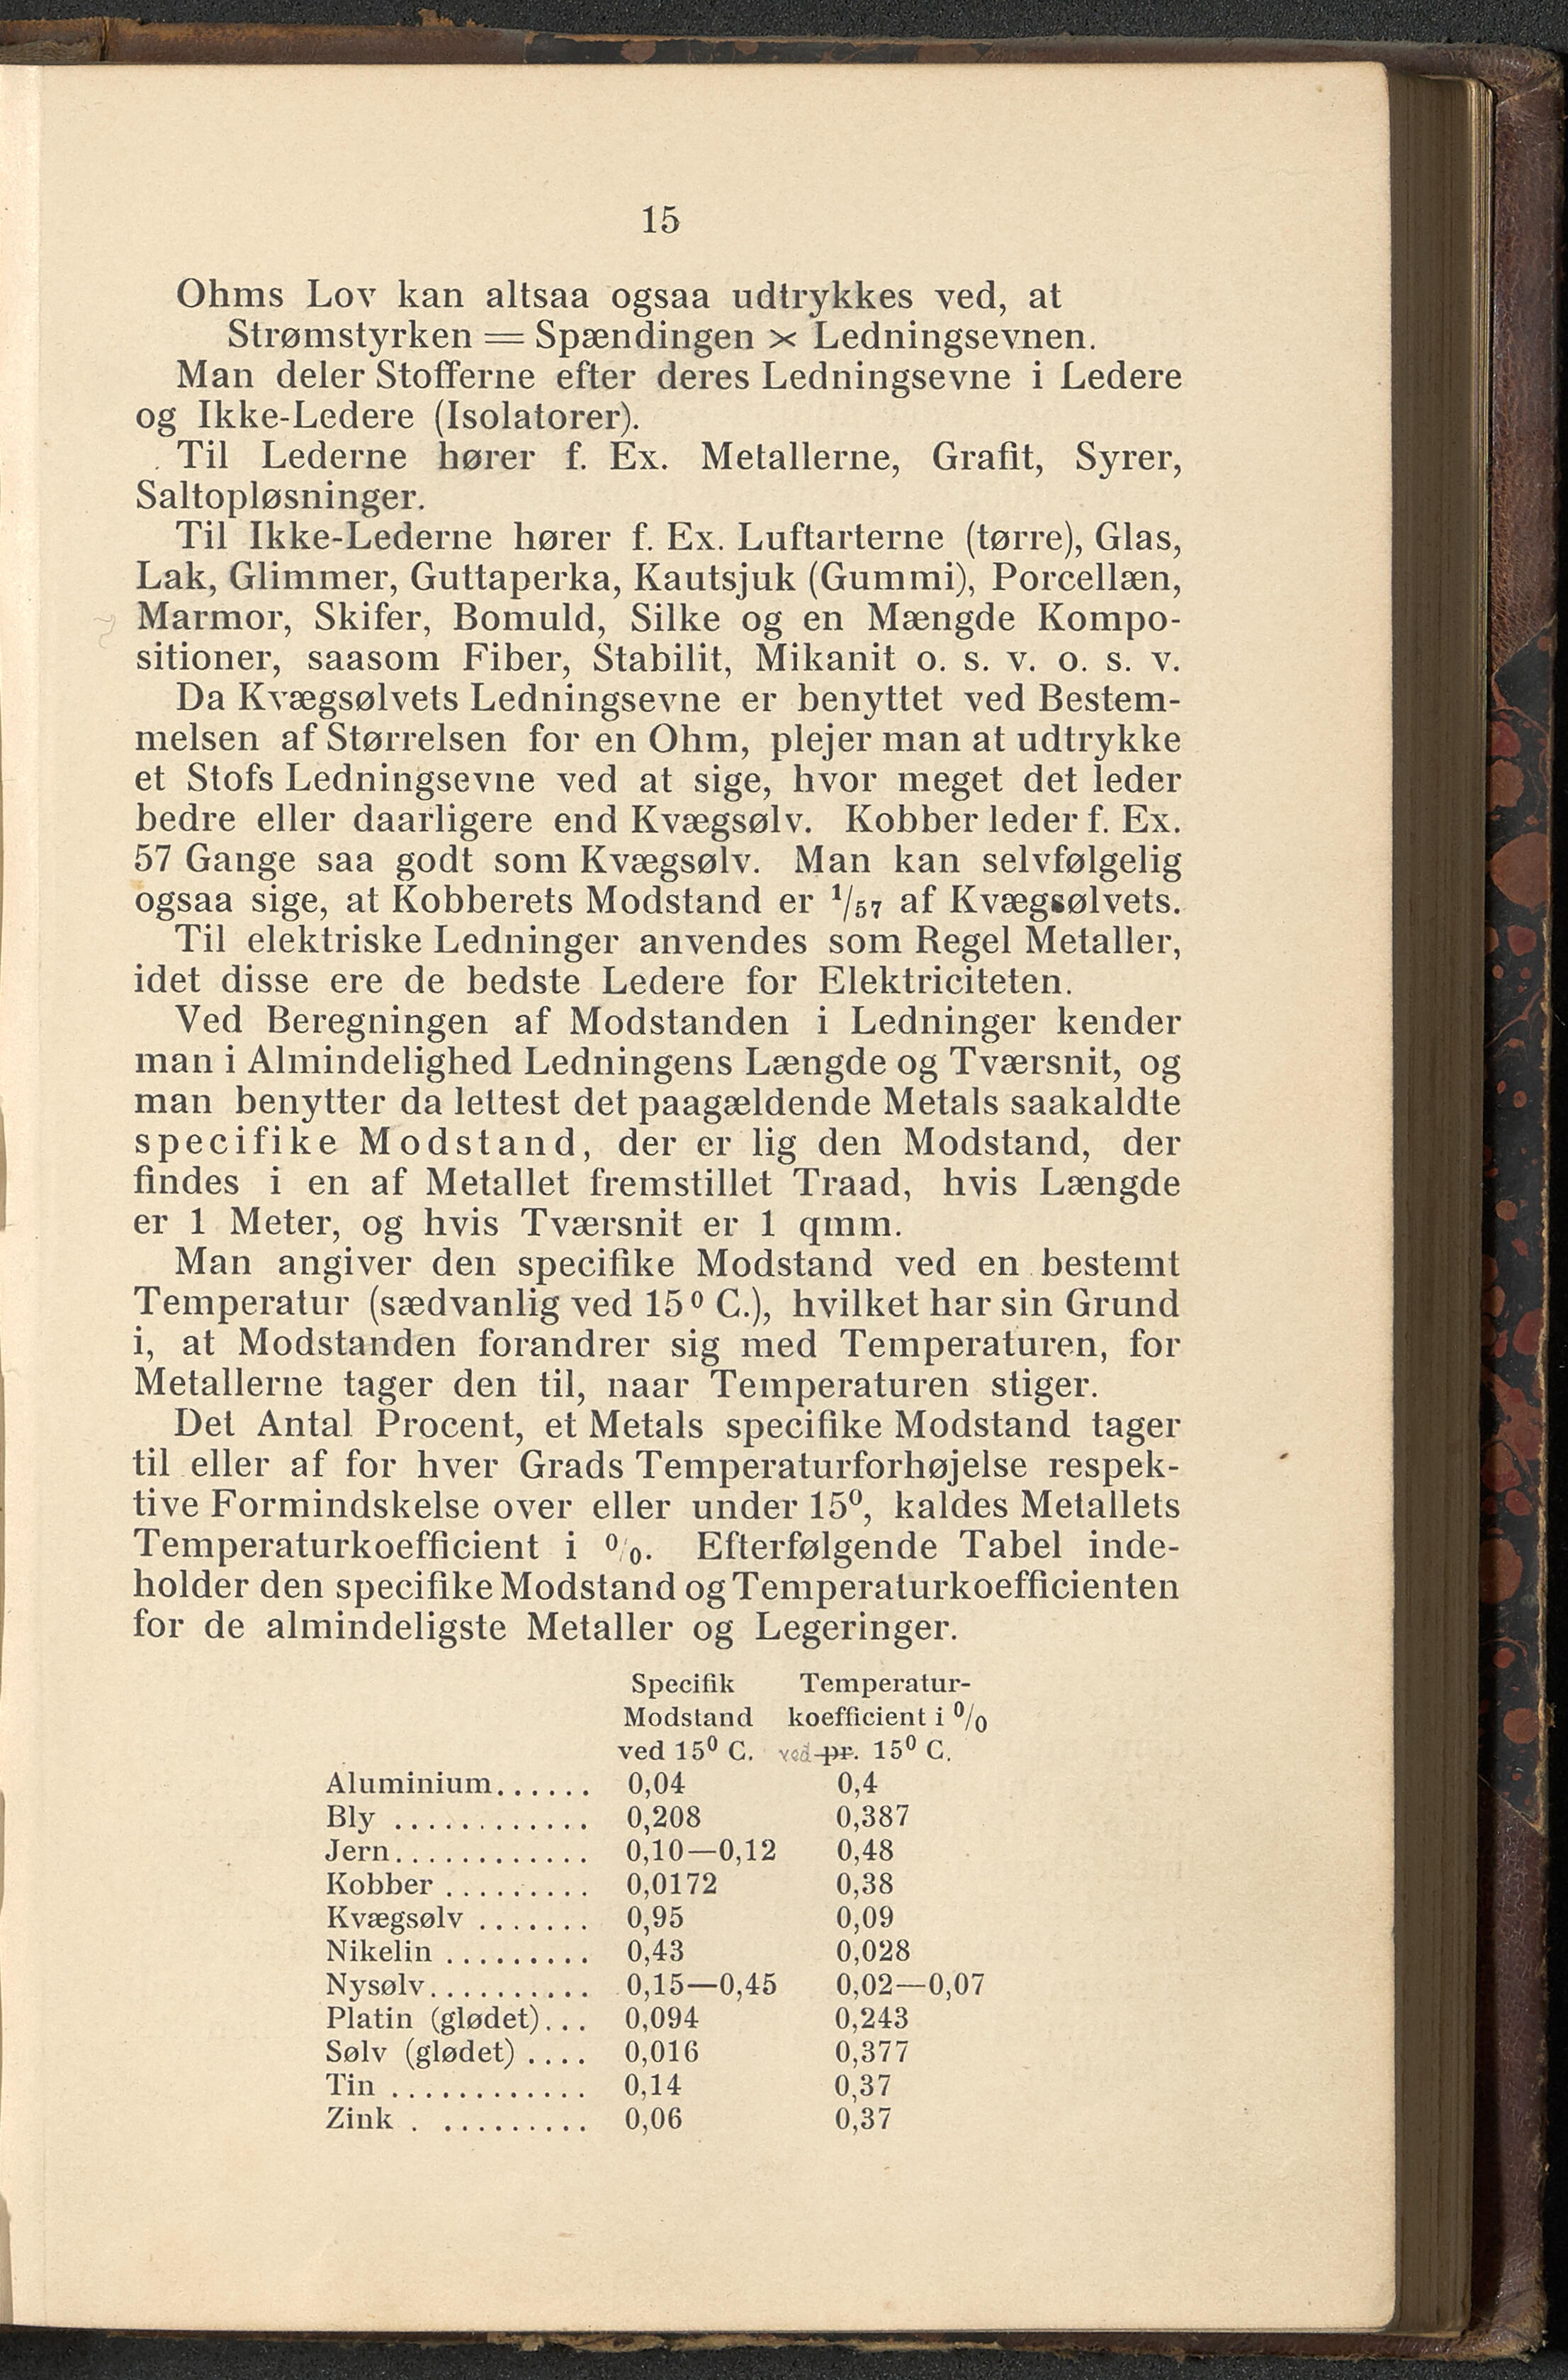 15
Ohms Lov kan altsaa ogsaa udtrykkes ved, at
Strømstyrken = Spændingen × Ledningsevnen.
Man deler Stofferne efter deres Ledningsevne i Ledere
og Ikke-Ledere (Isolatorer).
Til Lederne hører f. Ex. Metallerne, Grafit, Syrer,
Saltopløsninger.
Til Ikke-Lederne hører f. Ex. Luftarterne (tørre), Glas,
Lak, Glimmer, Guttaperka, Kautsjuk (Gummi), Porcellæn,
Marmor, Skifer, Bomuld, Silke og en Mængde Kompo-
sitioner, saasom Fiber, Stabilit, Mikanit o. s. v. o. s. v.
Da Kvægsølvets Ledningsevne er benyttet ved Bestem-
melsen af Størrelsen for en Ohm, plejer man at udtrykke
et Stofs Ledningsevne ved at sige, hvor meget det leder
bedre eller daarligere end Kvægsølv. Kobber leder f. Ex.
57 Gange saa godt som Kvægsølv. Man kan selvfølgelig
ogsaa sige, at Kobberets Modstand er 1/57 af Kvægsølvets.
Til elektriske Ledninger anvendes som Regel Metaller,
idet disse ere de bedste Ledere for Elektriciteten.
Ved Beregningen af Modstanden i Ledninger kender
man i Almindelighed Ledningens Længde og Tværsnit, og
man benytter da lettest det paagældende Metals saakaldte
specifike Modstand, der er lig den Modstand, der
findes i en af Metallet fremstillet Traad, hvis Længde
er 1 Meter, og hvis Tværsnit er 1 qmm.
Man angiver den specifike Modstand ved en bestemt
Temperatur (sædvanlig ved 15⁰ C.), hvilket har sin Grund
i, at Modstanden forandrer sig med Temperaturen, for
Metallerne tager den til, naar Temperaturen stiger.
Det Antal Procent, et Metals specifike Modstand tager
til eller af for hver Grads Temperaturforhøjelse respek-
tive Formindskelse over eller under 15⁰, kaldes Metallets
Temperaturkoefficient i %. Efterfølgende Tabel inde-
holder den specifike Modstand og Temperaturkoefficienten
for de almindeligste Metaller og Legeringer.
Specifik Temperatur-
Modstand koefficient i %
ved 15⁰ C. ved pr. 15⁰ C.
Aluminium...... 0,04 0,4
Bly ............ 0,208 0,387
Jern............ 0,10—0,12 0,48
Kobber ......... 0,0172 0,38
Kvægsølv ....... 0,95 0,09
Nikelin ......... 0,43 0,028
Nysølv.......... 0,15—0,45 0,02—0,07
Platin (glødet)... 0,094 0,243
Sølv (glødet) .... 0,016 0,377
Tin ............ 0,14 0,37
Zink . ......... 0,06 0,37